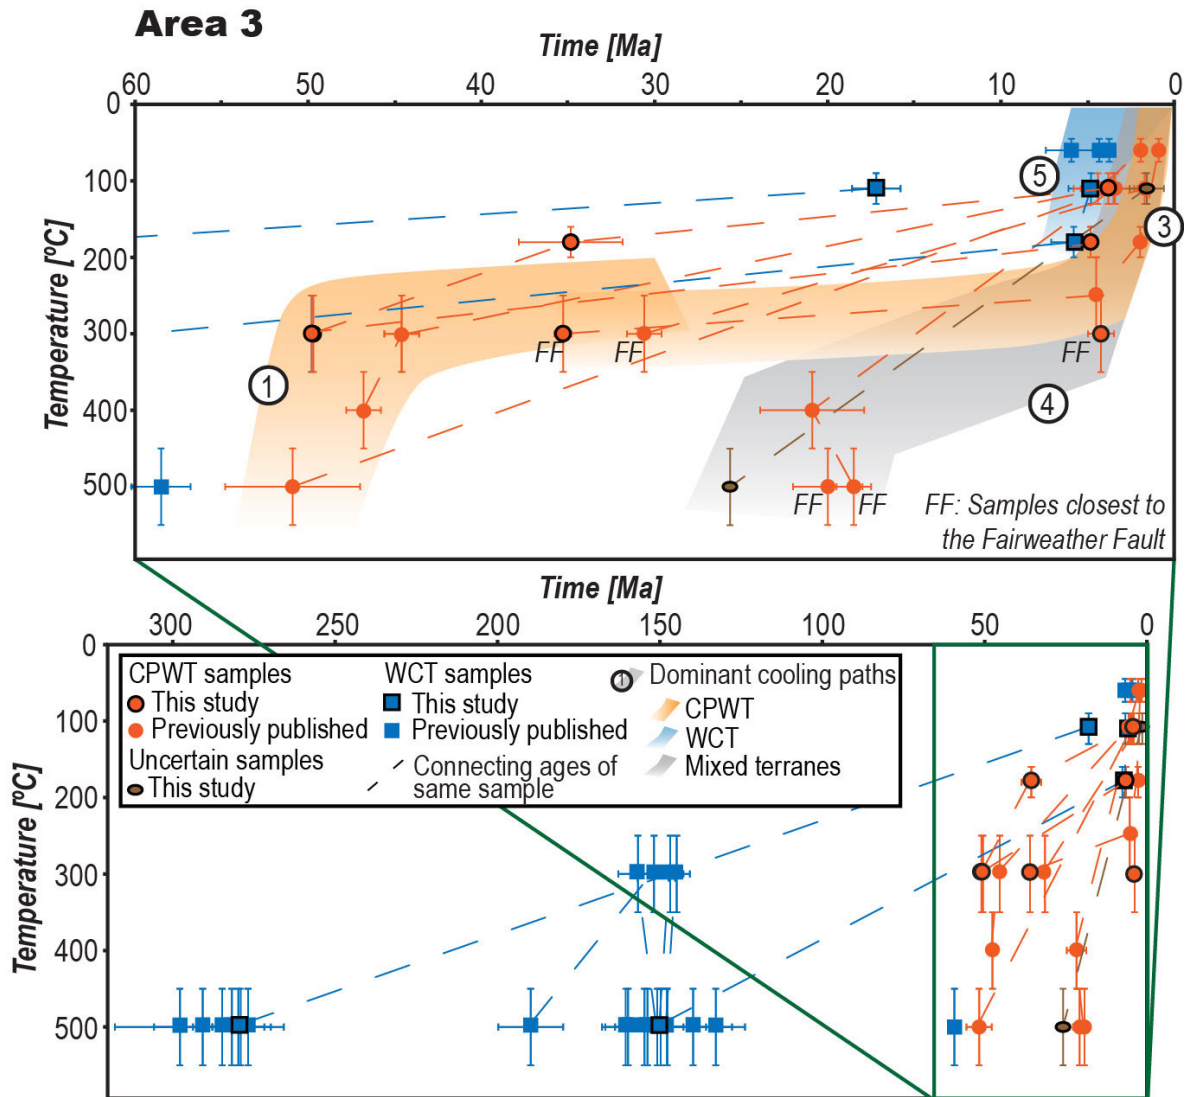 Area 3
Time [Ma]
60 50 40 30 20 10 0
Temperature [ºC]
0
100
200
300
400
500
5
3
1
4
FF FF FF
FF FF
FF: Samples closest to
the Fairweather Fault
Time [Ma]
300 250 200 150 100 50 0
Temperature [ºC]
0
100
200
300
400
500
CPWT samples
This study
Previously published
Uncertain samples
This study
WCT samples
This study
Previously published
Connecting ages of
same sample
1 Dominant cooling paths
CPWT
WCT
Mixed terranes